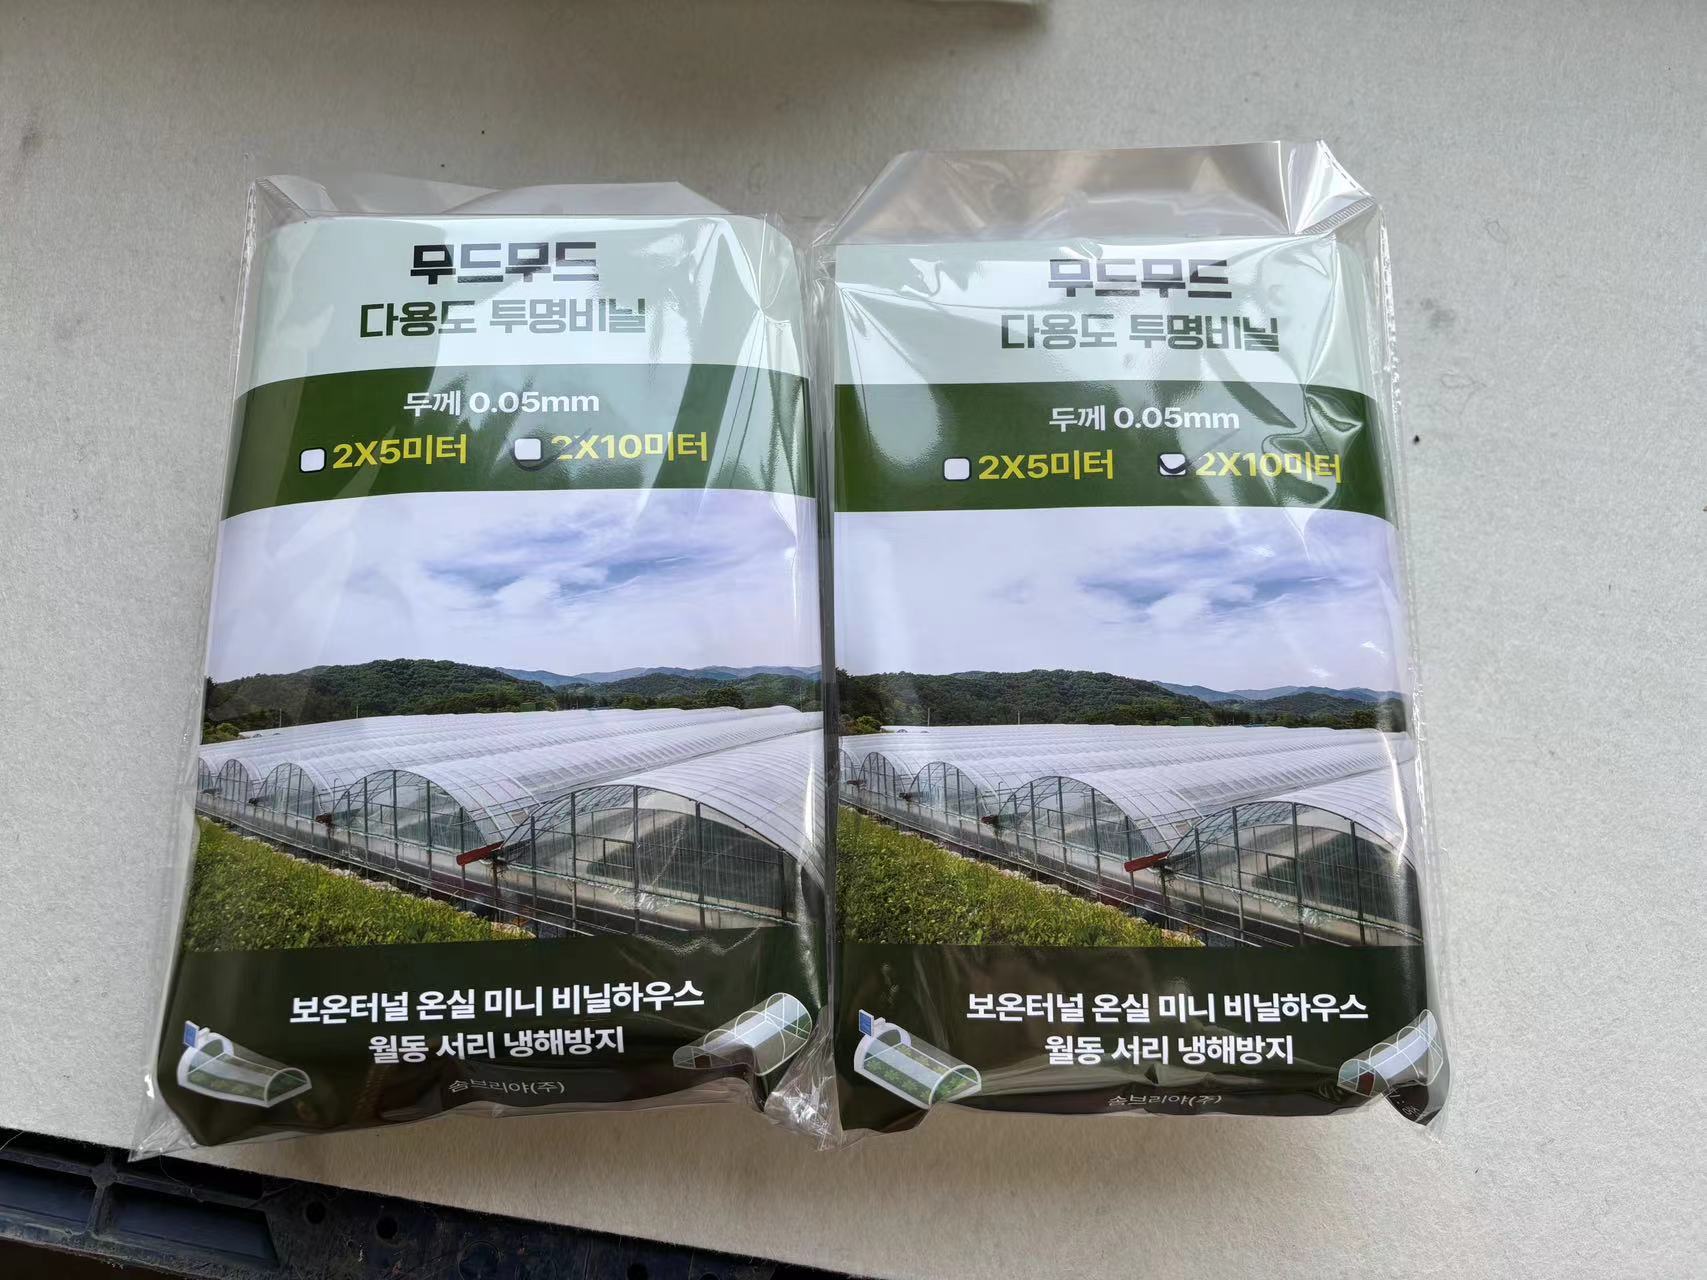 무드무드
다용도 투명비닐
두께 0.05mm
2X5미터 2X10미터
보온터널 온실 미니 비닐하우스
월동 서리 냉해방지
솜브리야(주)
무드무드
다용도 투명비닐
두께 0.05mm
2X5미터 2X10미터
보온터널 온실 미니 비닐하우스
월동 서리 냉해방지
솜브리야(주)